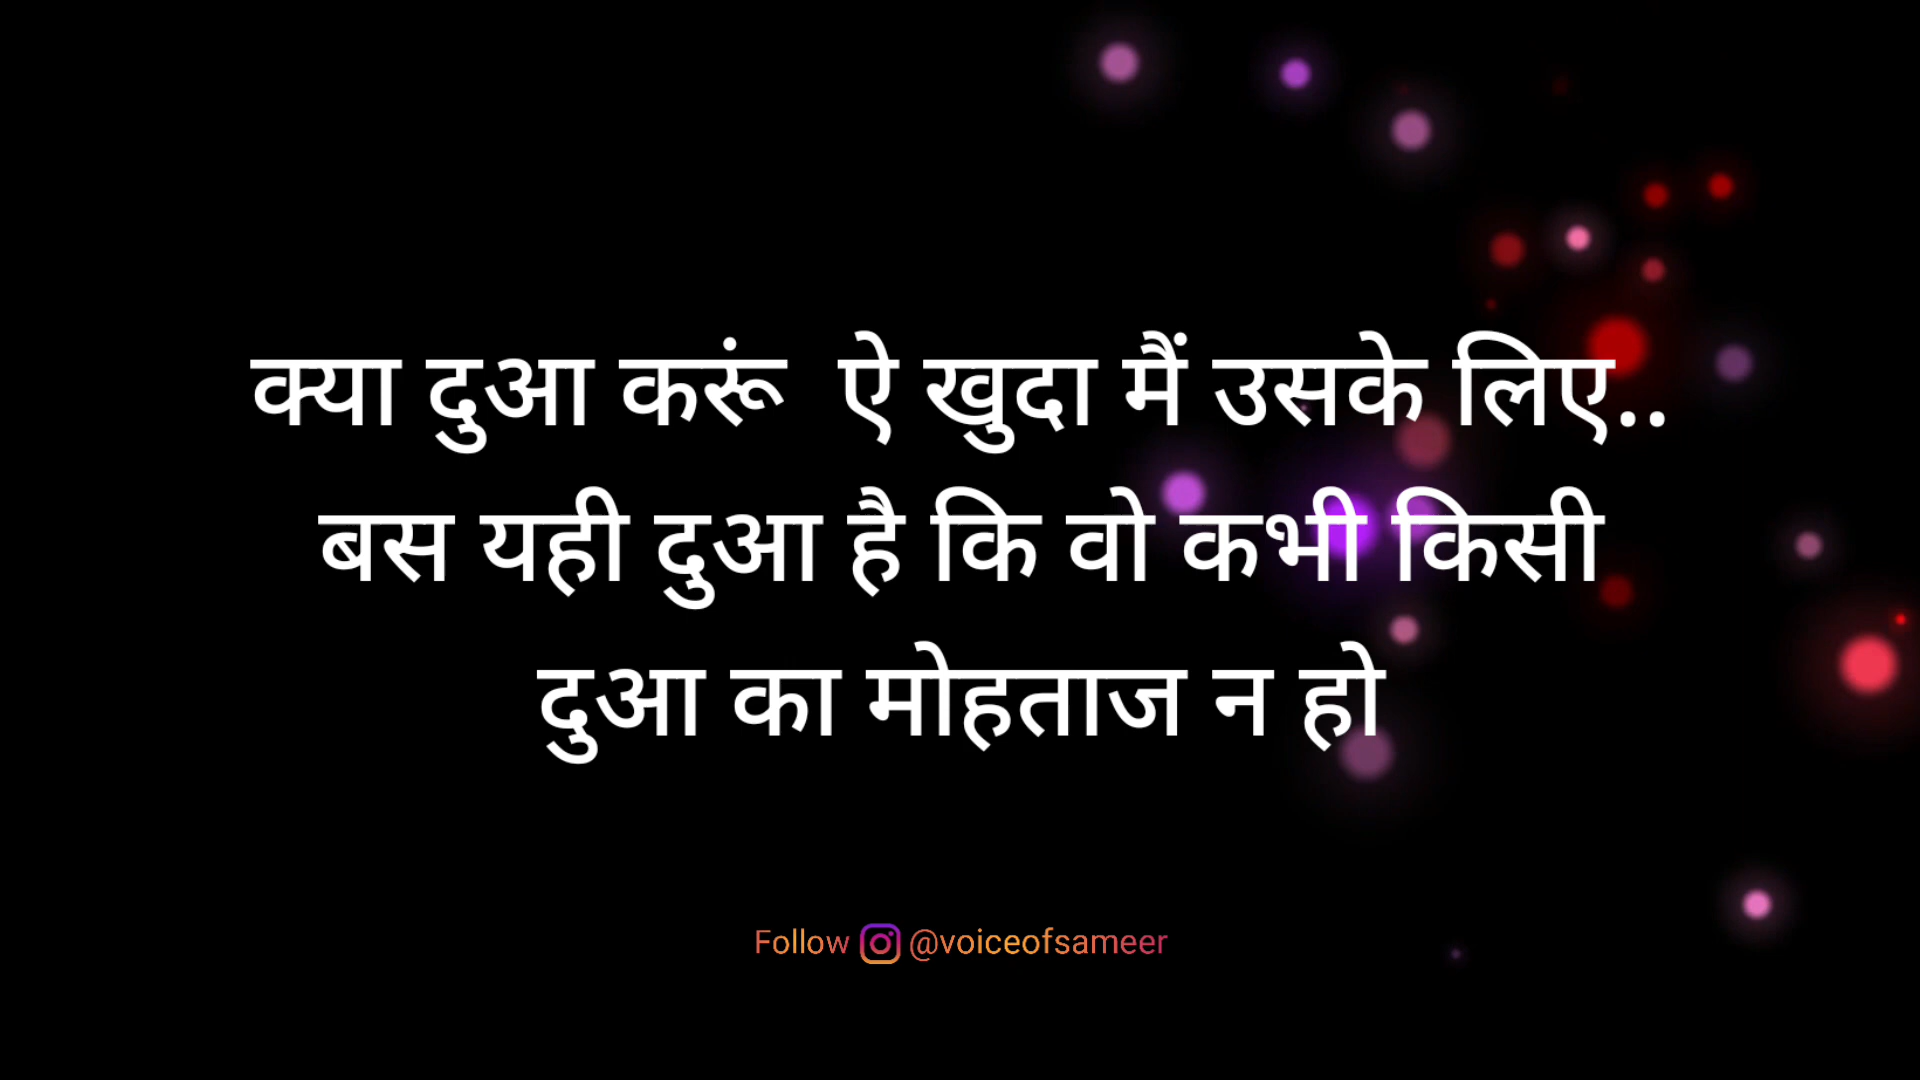 क्या दुआ करूं  ऐ खुदा मैं उसके लिए..
बस यही दुआ है कि वो कभी किसी
दुआ का मोहताज न हो
Follow @voiceofsameer